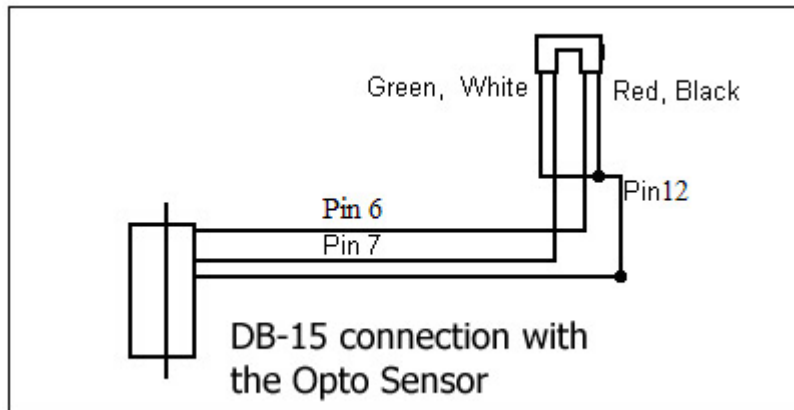 Green, White
Red, Black
Pin12
Pin 6
Pin 7
DB-15 connection with
the Opto Sensor